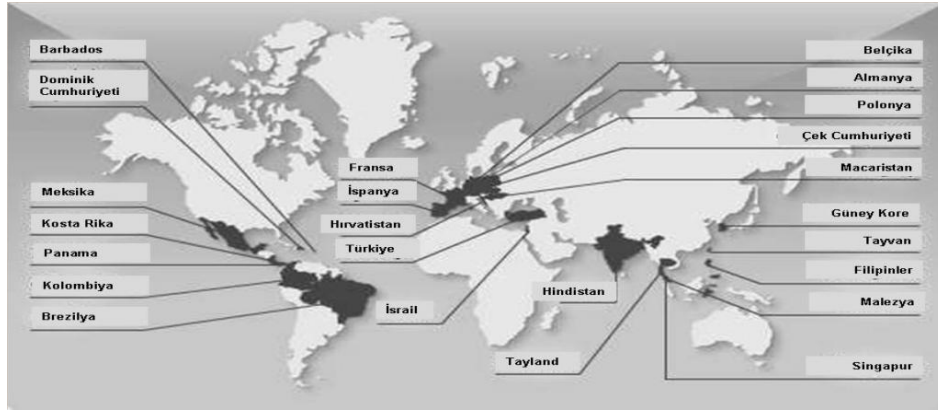 Barbados
Dominik
Cumhuriyeti
Meksika
Kosta Rika
Panama
Kolombiya
Brezilya
Fransa
İspanya
Hırvatistan
Türkiye
İsrail
Hindistan
Tayland
Belçika
Almanya
Polonya
Çek Cumhuriyeti
Macaristan
Güney Kore
Tayvan
Filipinler
Malezya
Singapur